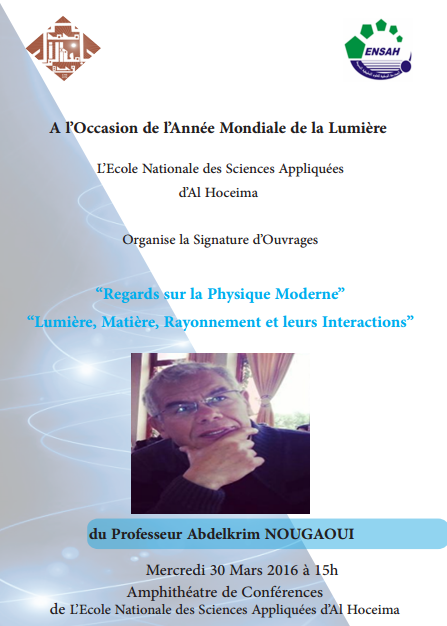 ENSAH
A l’Occasion de l’Année Mondiale de la Lumière
L’Ecole Nationale des Sciences Appliquées
d’Al Hoceima
Organise la Signature d’Ouvrages
“Regards sur la Physique Moderne”
“Lumière, Matière, Rayonnement et leurs Interactions”
du Professeur Abdelkrim NOUGAOUI
Mercredi 30 Mars 2016 à 15h
Amphithéatre de Conférences
de L’Ecole Nationale des Sciences Appliquées d’Al Hoceima